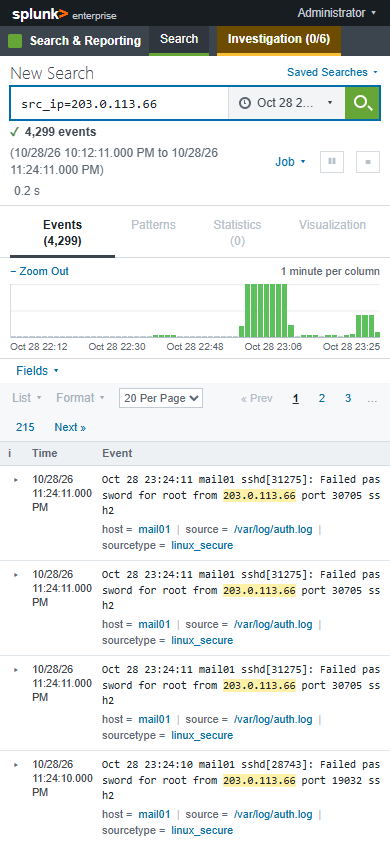 splunk> enterprise
Administrator
Search & Reporting
Search
Investigation (0/6)
New Search
Saved Searches
src_ip=203.0.113.66
Oct 28 2...
4,299 events
(10/28/26 10:12:11.000 PM to 10/28/26
11:24:11.000 PM)
Job
0.2 s
Events
(4,299)
Patterns
Statistics
(0)
Visualization
– Zoom Out
1 minute per column
Oct 28 22:12
Oct 28 22:30
Oct 28 22:48
Oct 28 23:06
Oct 28 23:25
Fields
List
Format
20 Per Page
« Prev
1
2
3
...
215
Next »
i
Time
Event
10/28/26
11:24:11.000
PM
Oct 28 23:24:11 mail01 sshd[31275]: Failed pas
sword for root from 203.0.113.66 port 30705 ss
h2
host = mail01 | source = /var/log/auth.log |
sourcetype = linux_secure
10/28/26
11:24:11.000
PM
Oct 28 23:24:11 mail01 sshd[31275]: Failed pas
sword for root from 203.0.113.66 port 30705 ss
h2
host = mail01 | source = /var/log/auth.log |
sourcetype = linux_secure
10/28/26
11:24:11.000
PM
Oct 28 23:24:11 mail01 sshd[31275]: Failed pas
sword for root from 203.0.113.66 port 30705 ss
h2
host = mail01 | source = /var/log/auth.log |
sourcetype = linux_secure
10/28/26
11:24:10.000
PM
Oct 28 23:24:10 mail01 sshd[28743]: Failed pas
sword for root from 203.0.113.66 port 19032 ss
h2
host = mail01 | source = /var/log/auth.log |
sourcetype = linux_secure